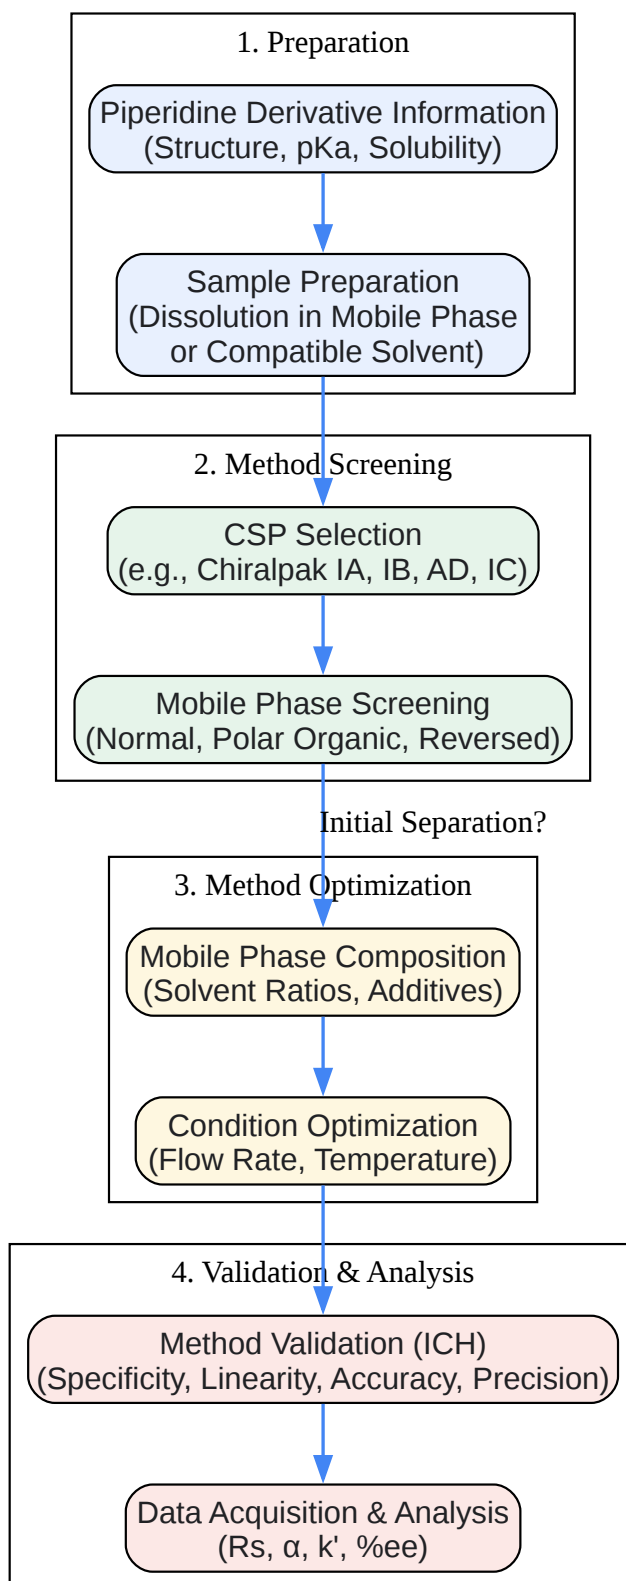 1. Preparation
Piperidine Derivative Information
(Structure, pKa, Solubility)
Sample Preparation
(Dissolution in Mobile Phase
or Compatible Solvent)
2. Method Screening
CSP Selection
(e.g., Chiralpak IA, IB, AD, IC)
Mobile Phase Screening
(Normal, Polar Organic, Reversed)
Initial Separation?
3. Method Optimization
Mobile Phase Composition
(Solvent Ratios, Additives)
Condition Optimization
(Flow Rate, Temperature)
4. Validation & Analysis
Method Validation (ICH)
(Specificity, Linearity, Accuracy, Precision)
Data Acquisition & Analysis
(Rs, α, k', %ee)